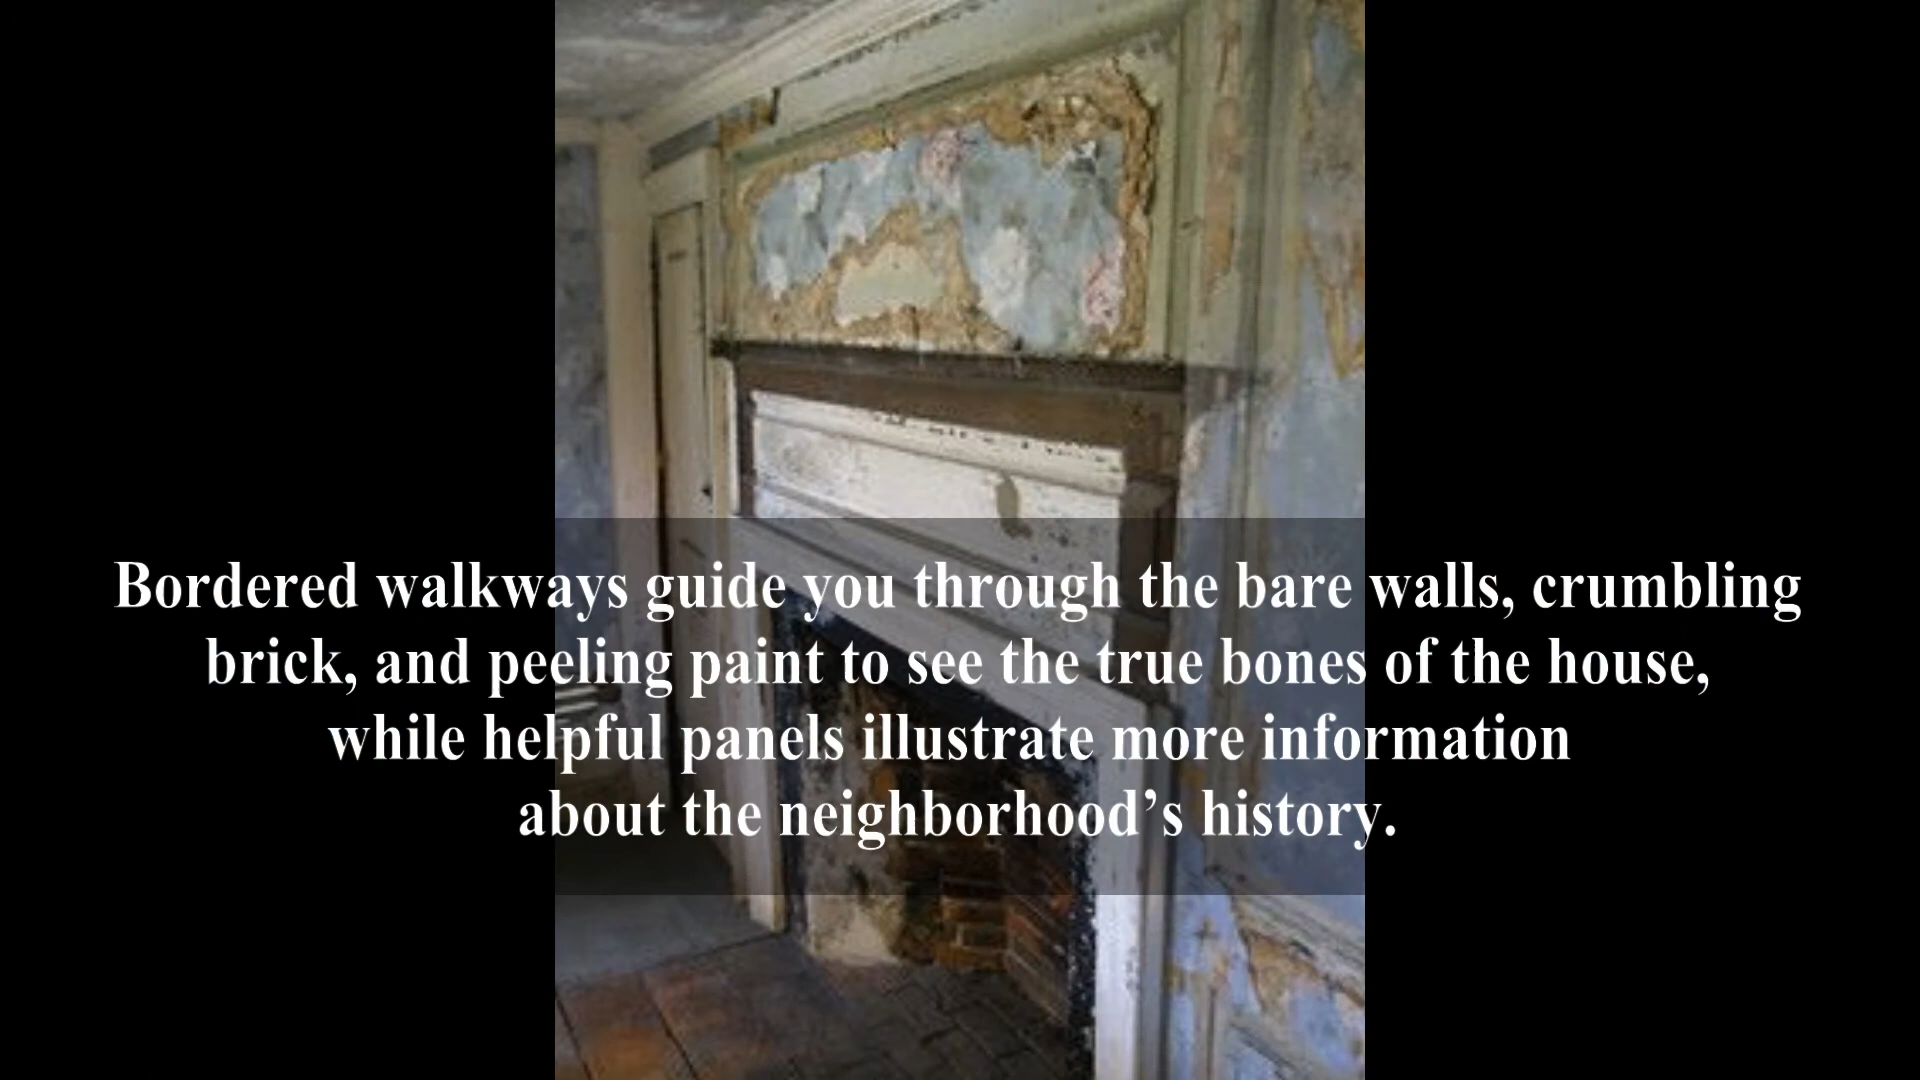 Bordered walkways guide you through the bare walls, crumbling
brick, and peeling paint to see the true bones of the house,
while helpful panels illustrate more information
about the neighborhood’s history.